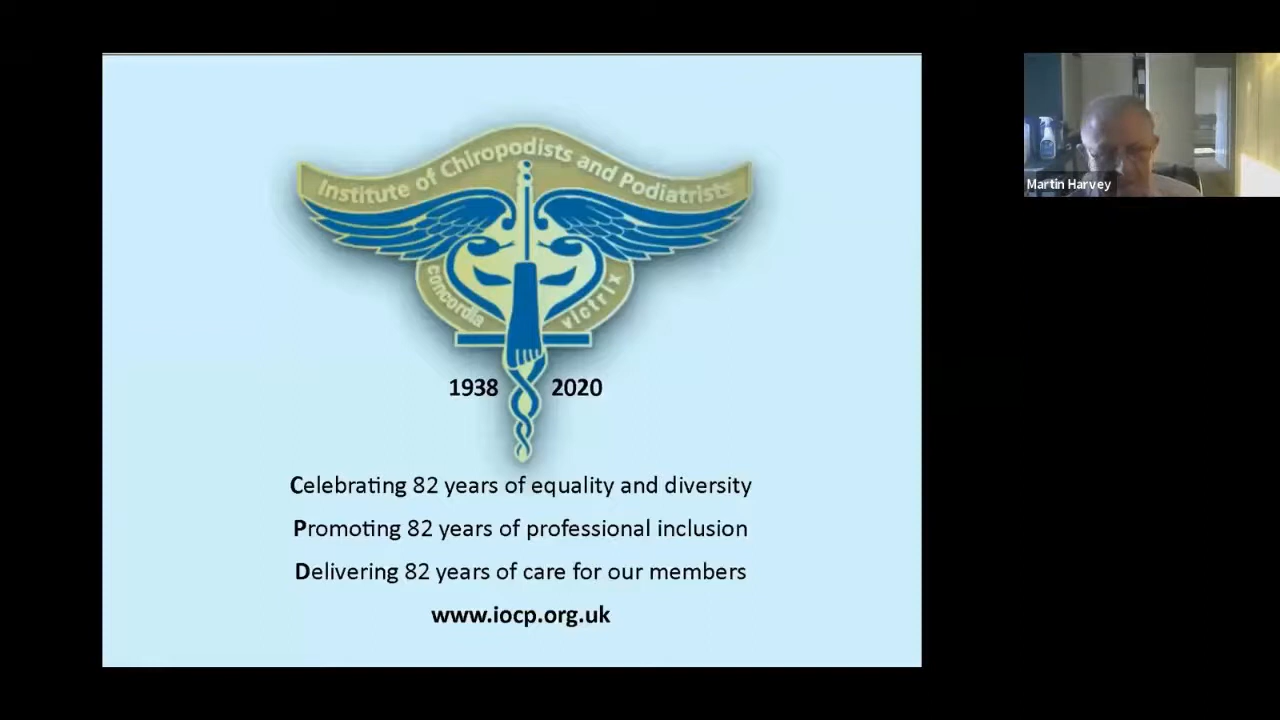 Institute of Chiropodists and Podiatrists
concordia victrix
1938 2020
Celebrating 82 years of equality and diversity
Promoting 82 years of professional inclusion
Delivering 82 years of care for our members
www.iocp.org.uk
Martin Harvey